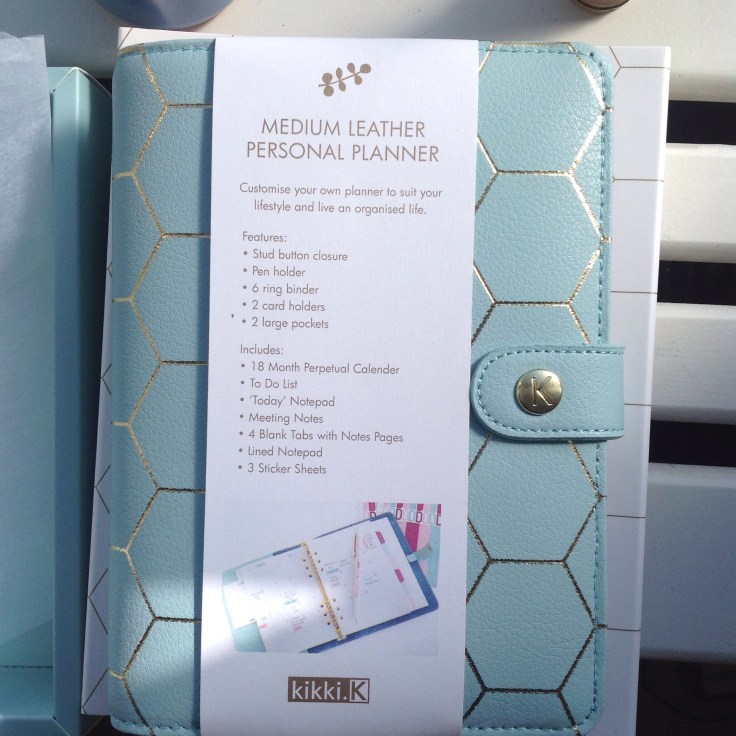 MEDIUM LEATHER
PERSONAL PLANNER
Customise your own planner to suit your
lifestyle and live an organised life.
Features:
• Stud button closure
• Pen holder
• 6 ring binder
• 2 card holders
• 2 large pockets
Includes:
• 18 Month Perpetual Calender
• To Do List
• 'Today' Notepad
• Meeting Notes
• 4 Blank Tabs with Notes Pages
• Lined Notepad
• 3 Sticker Sheets
K
kikki.K